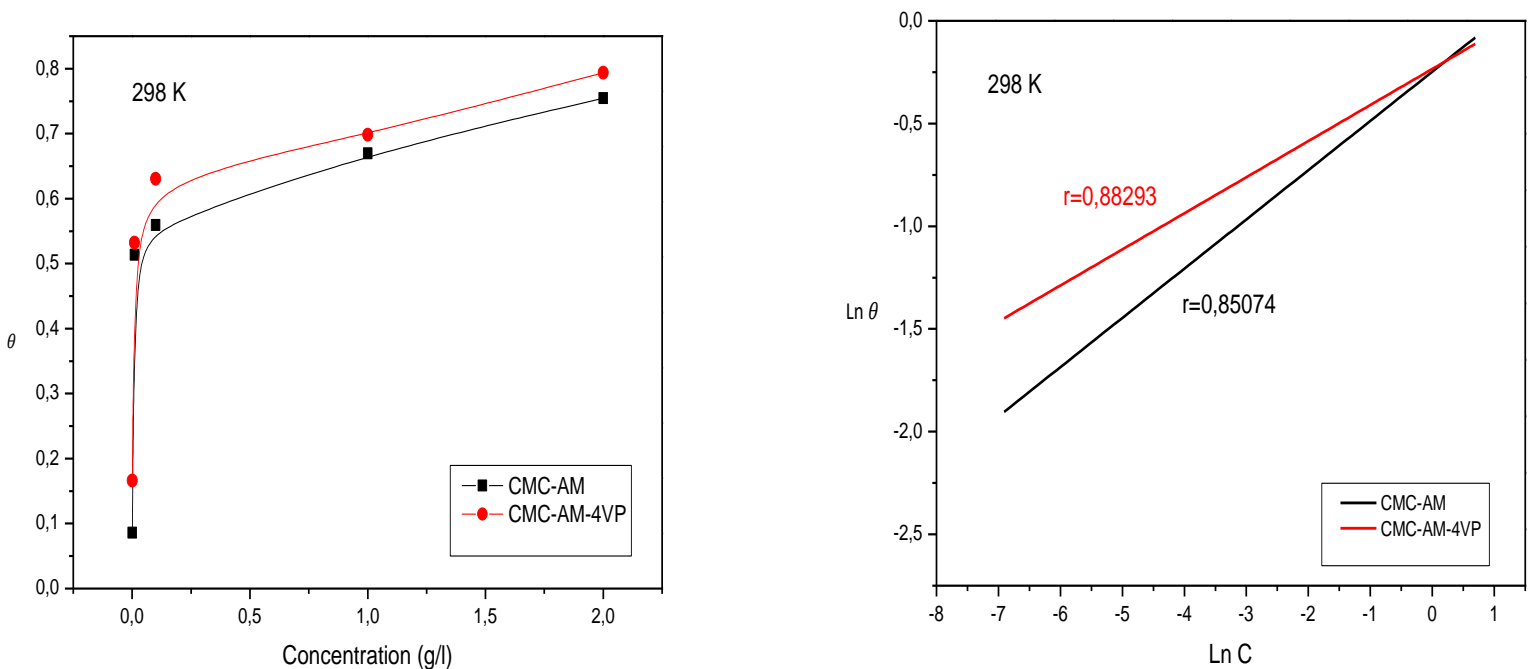 298 K
0,8
0,7
0,6
0,5
0,4
θ
0,3
0,2
0,1
0,0
CMC-AM
CMC-AM-4VP
0,0 0,5 1,0 1,5 2,0
Concentration (g/l)
0,0
298 K
-0,5
r=0,88293
-1,0
r=0,85074
Ln θ
-1,5
-2,0
-2,5
CMC-AM
CMC-AM-4VP
-8 -7 -6 -5 -4 -3 -2 -1 0 1
Ln C